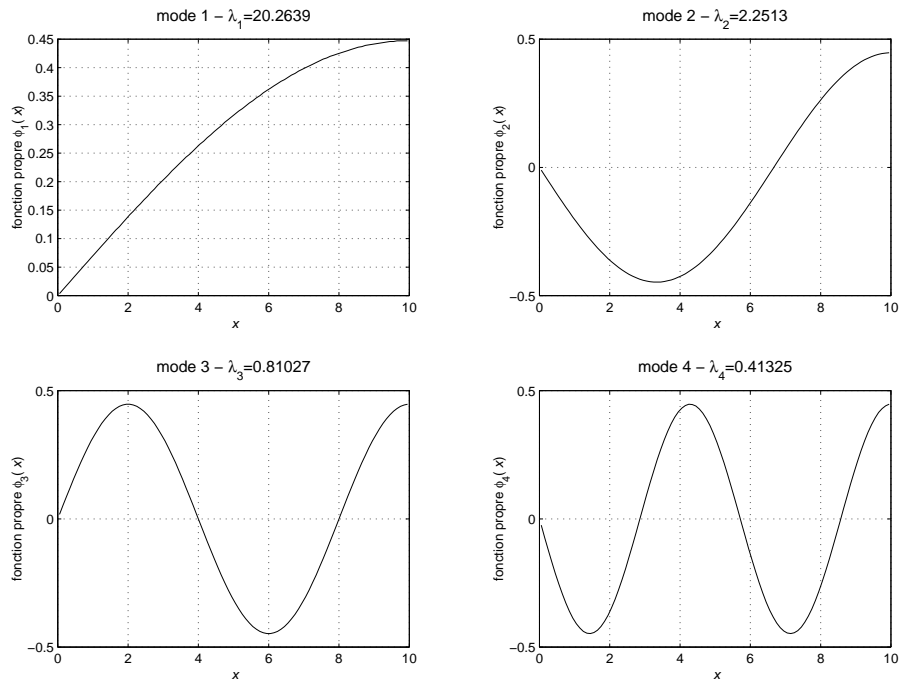 mode 1 − λ1=20.2639
fonction propre ϕ1( x)
0.45
0.4
0.35
0.3
0.25
0.2
0.15
0.1
0.05
0
0 2 4 6 8 10
x
mode 2 − λ2=2.2513
fonction propre ϕ2( x)
0.5
0
−0.5
0 2 4 6 8 10
x
mode 3 − λ3=0.81027
fonction propre ϕ3( x)
0.5
0
−0.5
0 2 4 6 8 10
x
mode 4 − λ4=0.41325
fonction propre ϕ4( x)
0.5
0
−0.5
0 2 4 6 8 10
x